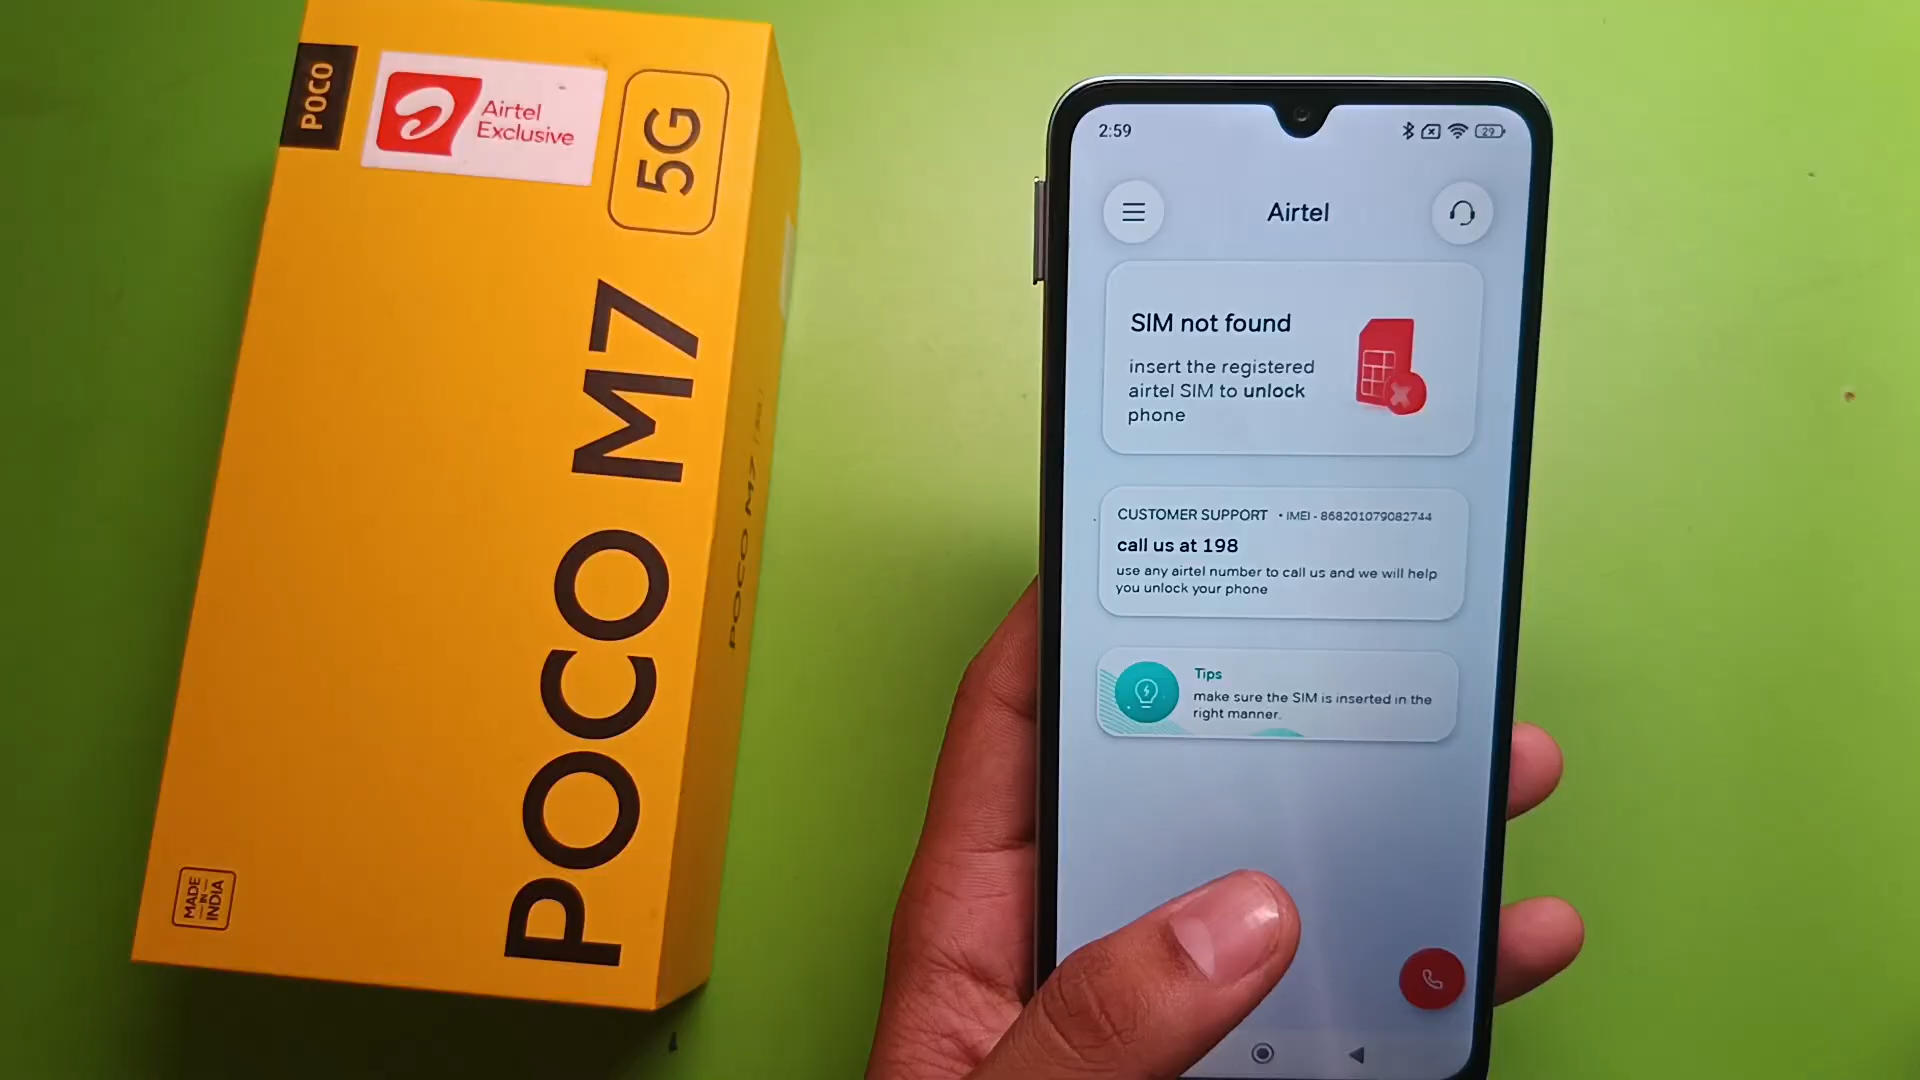 POCO
Airtel
Exclusive
5G
POCO M7
POCO M7
MADE
IN
INDIA
2:59
29
Airtel
SIM not found
insert the registered
airtel SIM to unlock
phone
CUSTOMER SUPPORT • IMEI - 868201079082744
call us at 198
use any airtel number to call us and we will help
you unlock your phone
Tips
make sure the SIM is inserted in the
right manner.